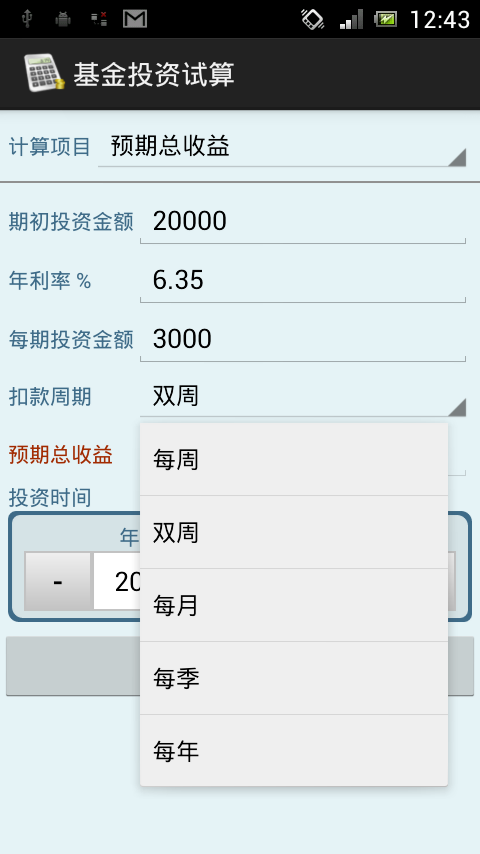 12:43
基金投资试算
计算项目 预期总收益
期初投资金额 20000
年利率 % 6.35
每期投资金额 3000
扣款周期 双周
预期总收益
投资时间
年
- 20
每周
双周
每月
每季
每年